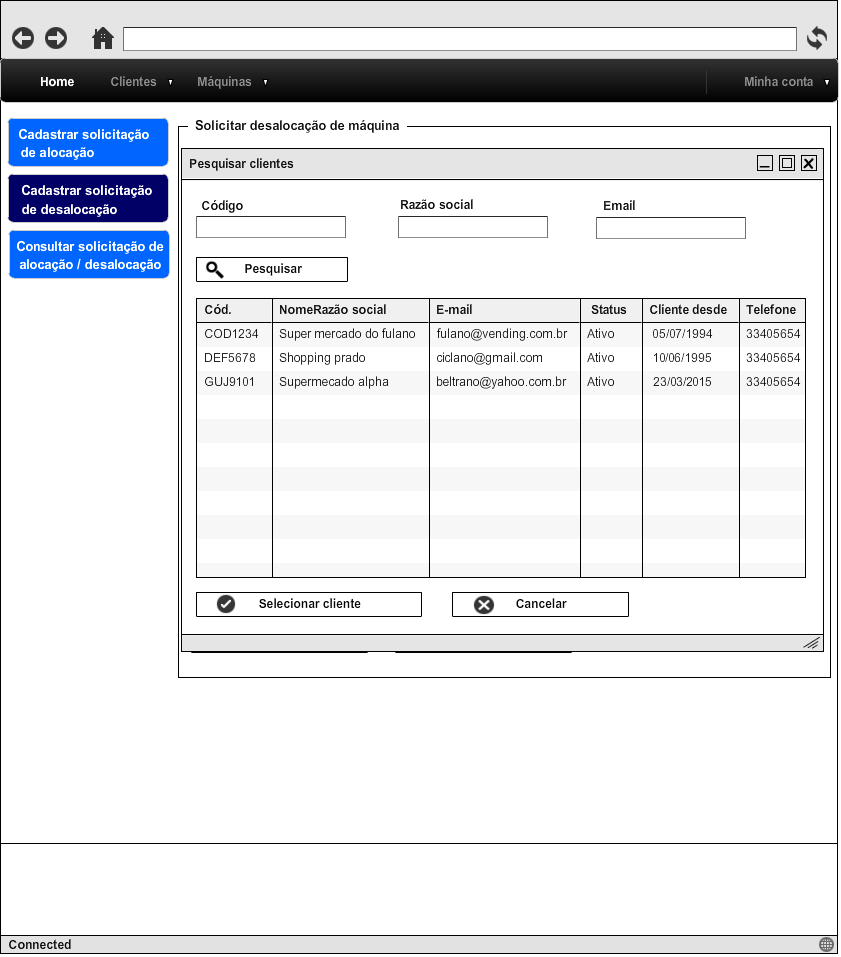 Home Clientes Máquinas Minha conta
Cadastrar solicitação
de alocação
Cadastrar solicitação
de desalocação
Consultar solicitação de
alocação / desalocação
Solicitar desalocação de máquina
Pesquisar clientes
Código Razão social Email
Pesquisar
Cód. NomeRazão social E-mail Status Cliente desde Telefone
COD1234 Super mercado do fulano fulano@vending.com.br Ativo 05/07/1994 33405654
DEF5678 Shopping prado ciclano@gmail.com Ativo 10/06/1995 33405654
GUJ9101 Supermecado alpha beltrano@yahoo.com.br Ativo 23/03/2015 33405654
Selecionar cliente Cancelar
Connected